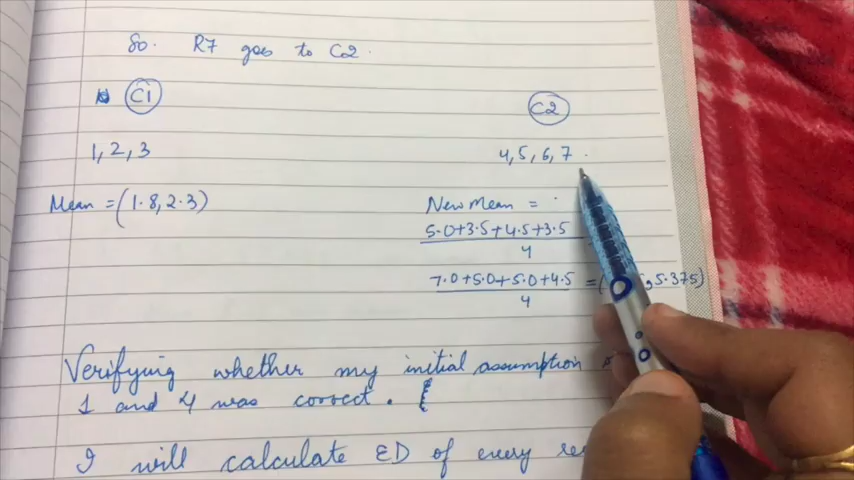 So. R7 goes to C2.
C1 C2
1, 2, 3 4, 5, 6, 7
Mean = (1.8, 2.3) New Mean =
5.0+3.5+4.5+3.5
4
7.0+5.0+5.0+4.5 = ( 5.375)
4
Verifying whether my initial assumption
1 and 4 was correct.
I will calculate ED of every